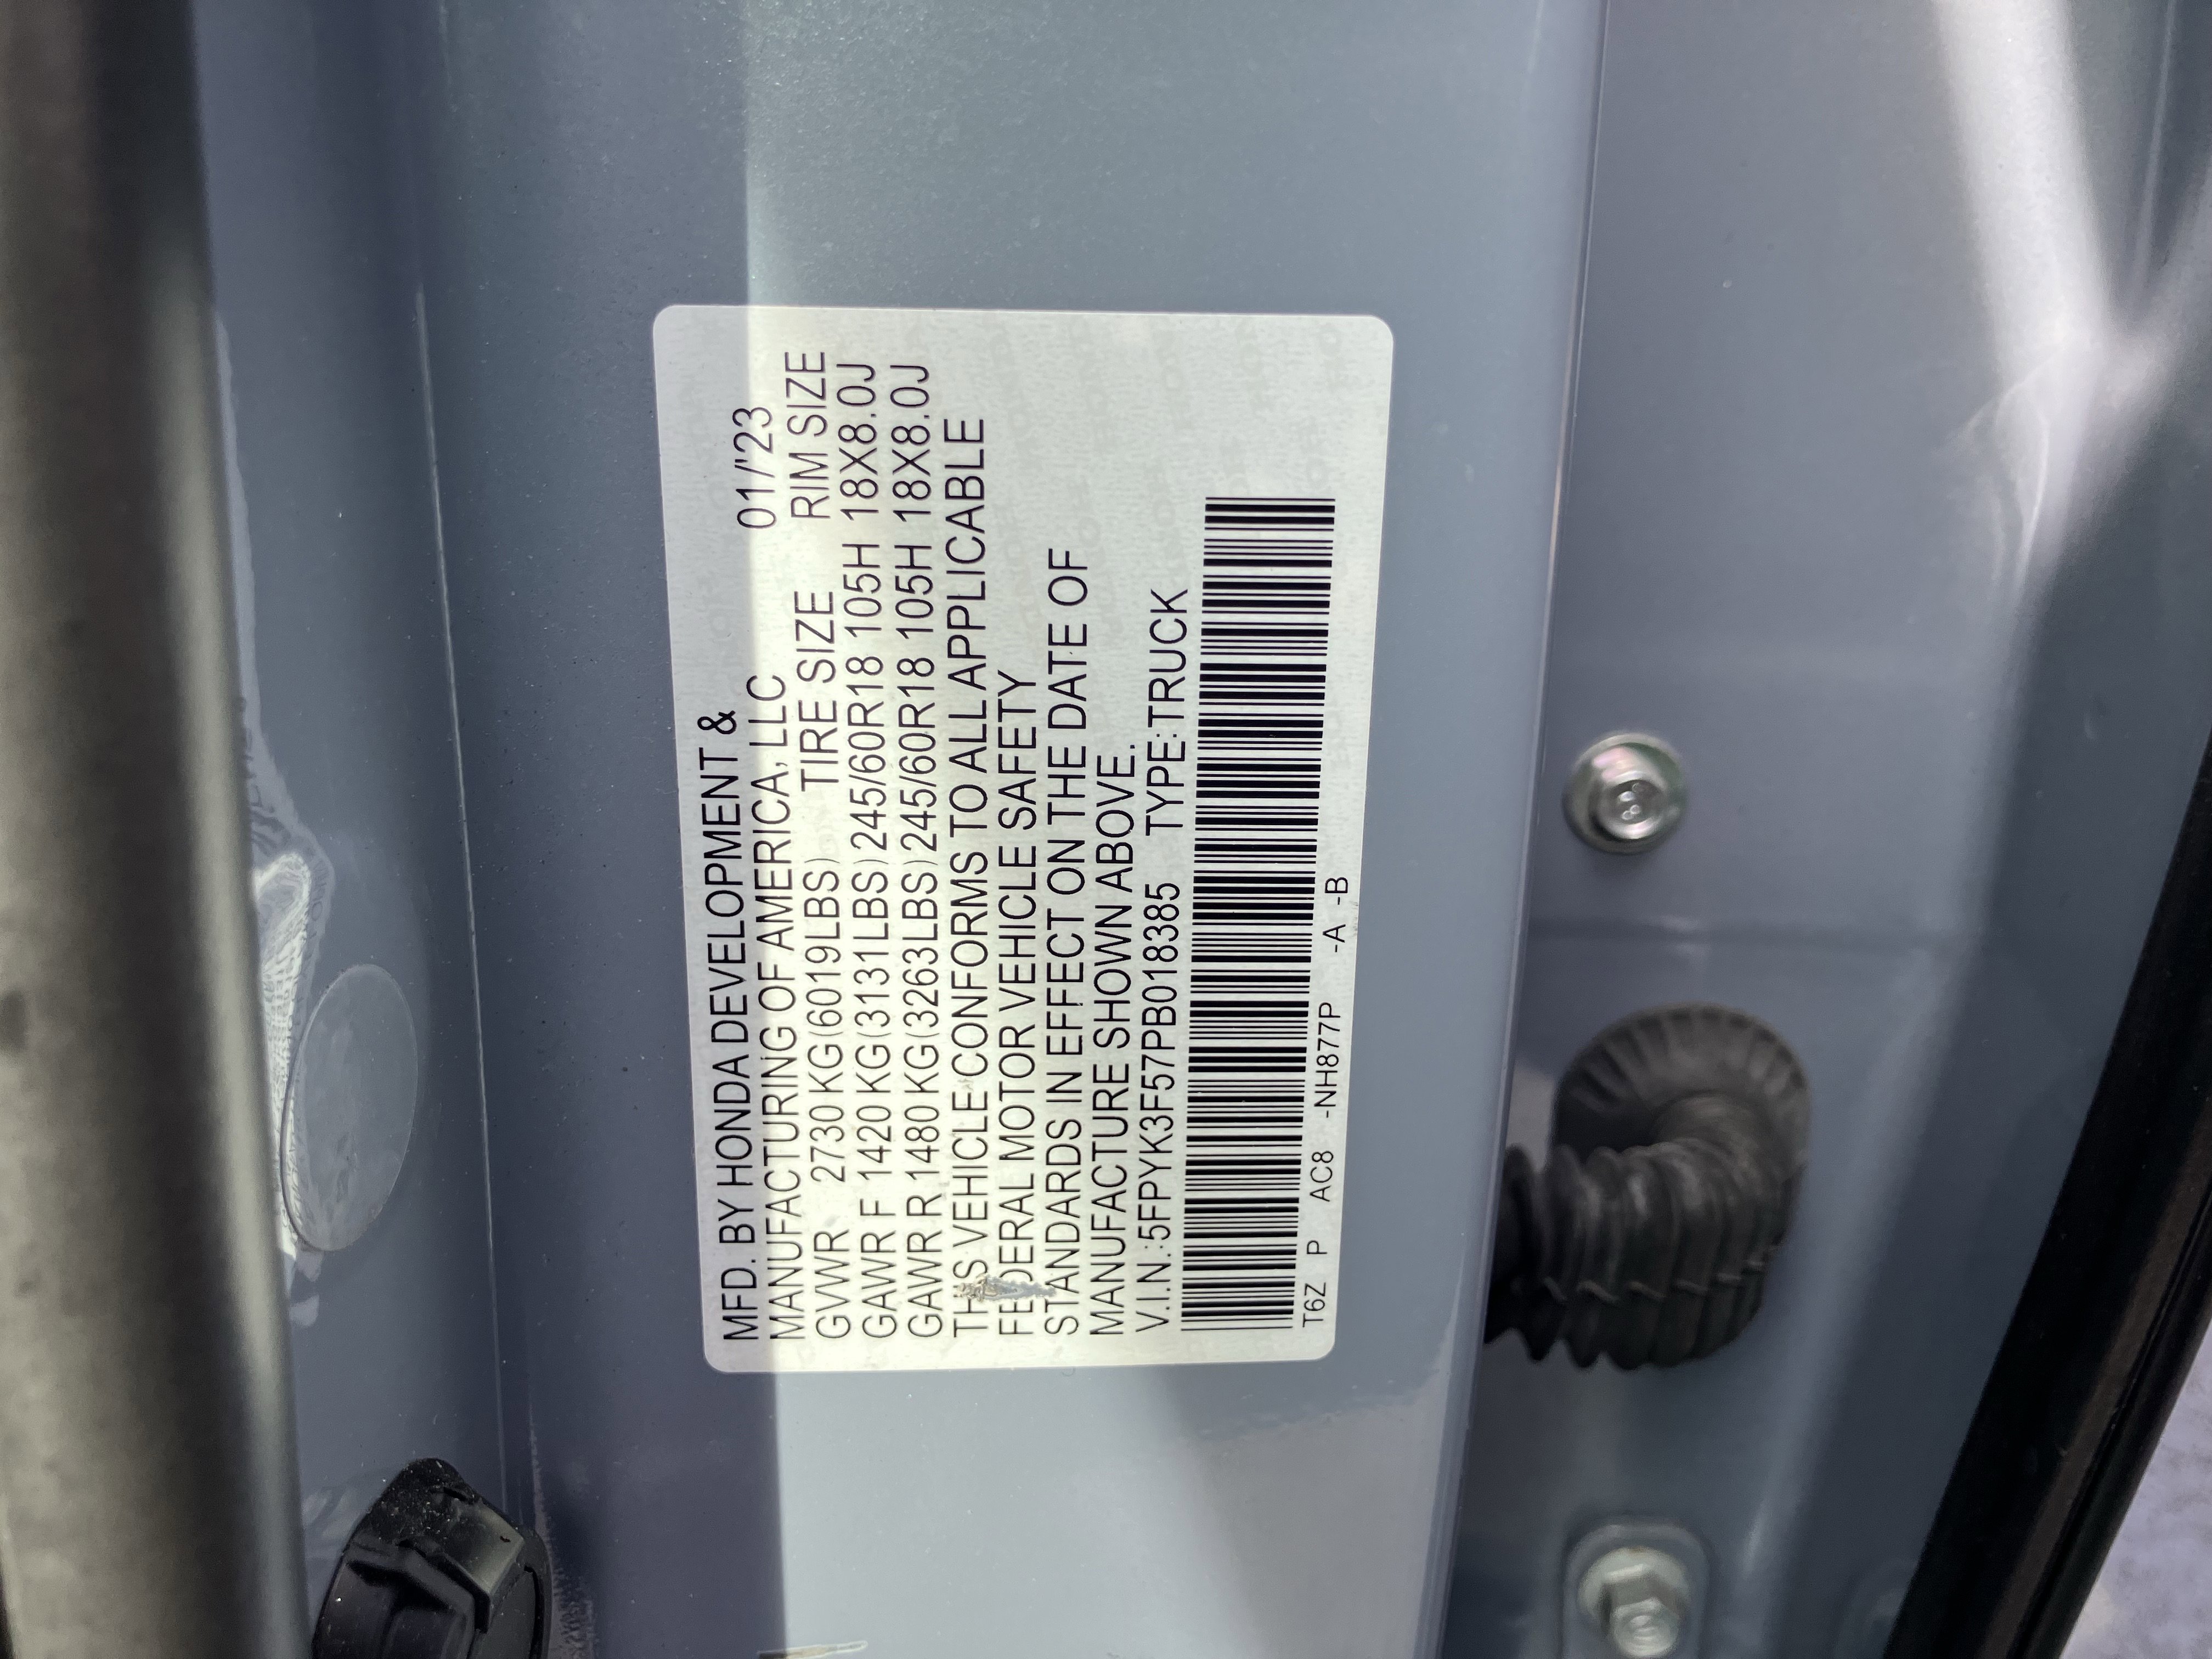 MFD. BY HONDA DEVELOPMENT &
MANUFACTURING OF AMERICA, LLC 01/'23
GVWR 2730 KG(6019LBS) TIRE SIZE RIM SIZE
GAWR F 1420 KG(3131LBS) 245/60R18 105H 18X8.0J
GAWR R 1480 KG(3263LBS) 245/60R18 105H 18X8.0J
THIS VEHICLE CONFORMS TO ALL APPLICABLE
FEDERAL MOTOR VEHICLE SAFETY
STANDARDS IN EFFECT ON THE DATE OF
MANUFACTURE SHOWN ABOVE.
V.I.N.:5FPYK3F57PB018385 TYPE:TRUCK
T6Z P AC8 -NH877P -A -B